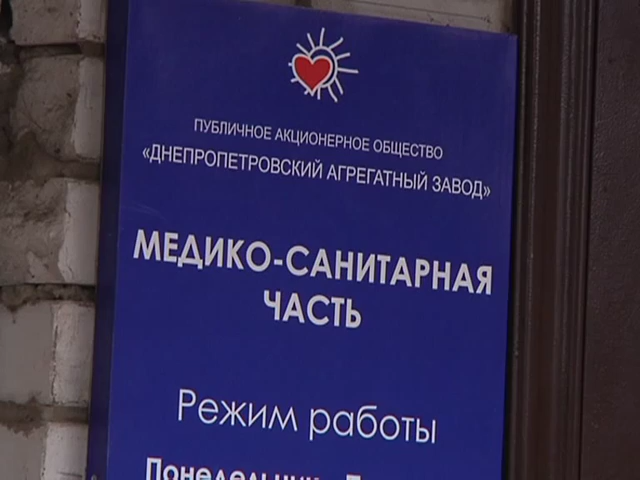 ПУБЛИЧНОЕ АКЦИОНЕРНОЕ ОБЩЕСТВО
«ДНЕПРОПЕТРОВСКИЙ АГРЕГАТНЫЙ ЗАВОД»
МЕДИКО-САНИТАРНАЯ
ЧАСТЬ
Режим работы